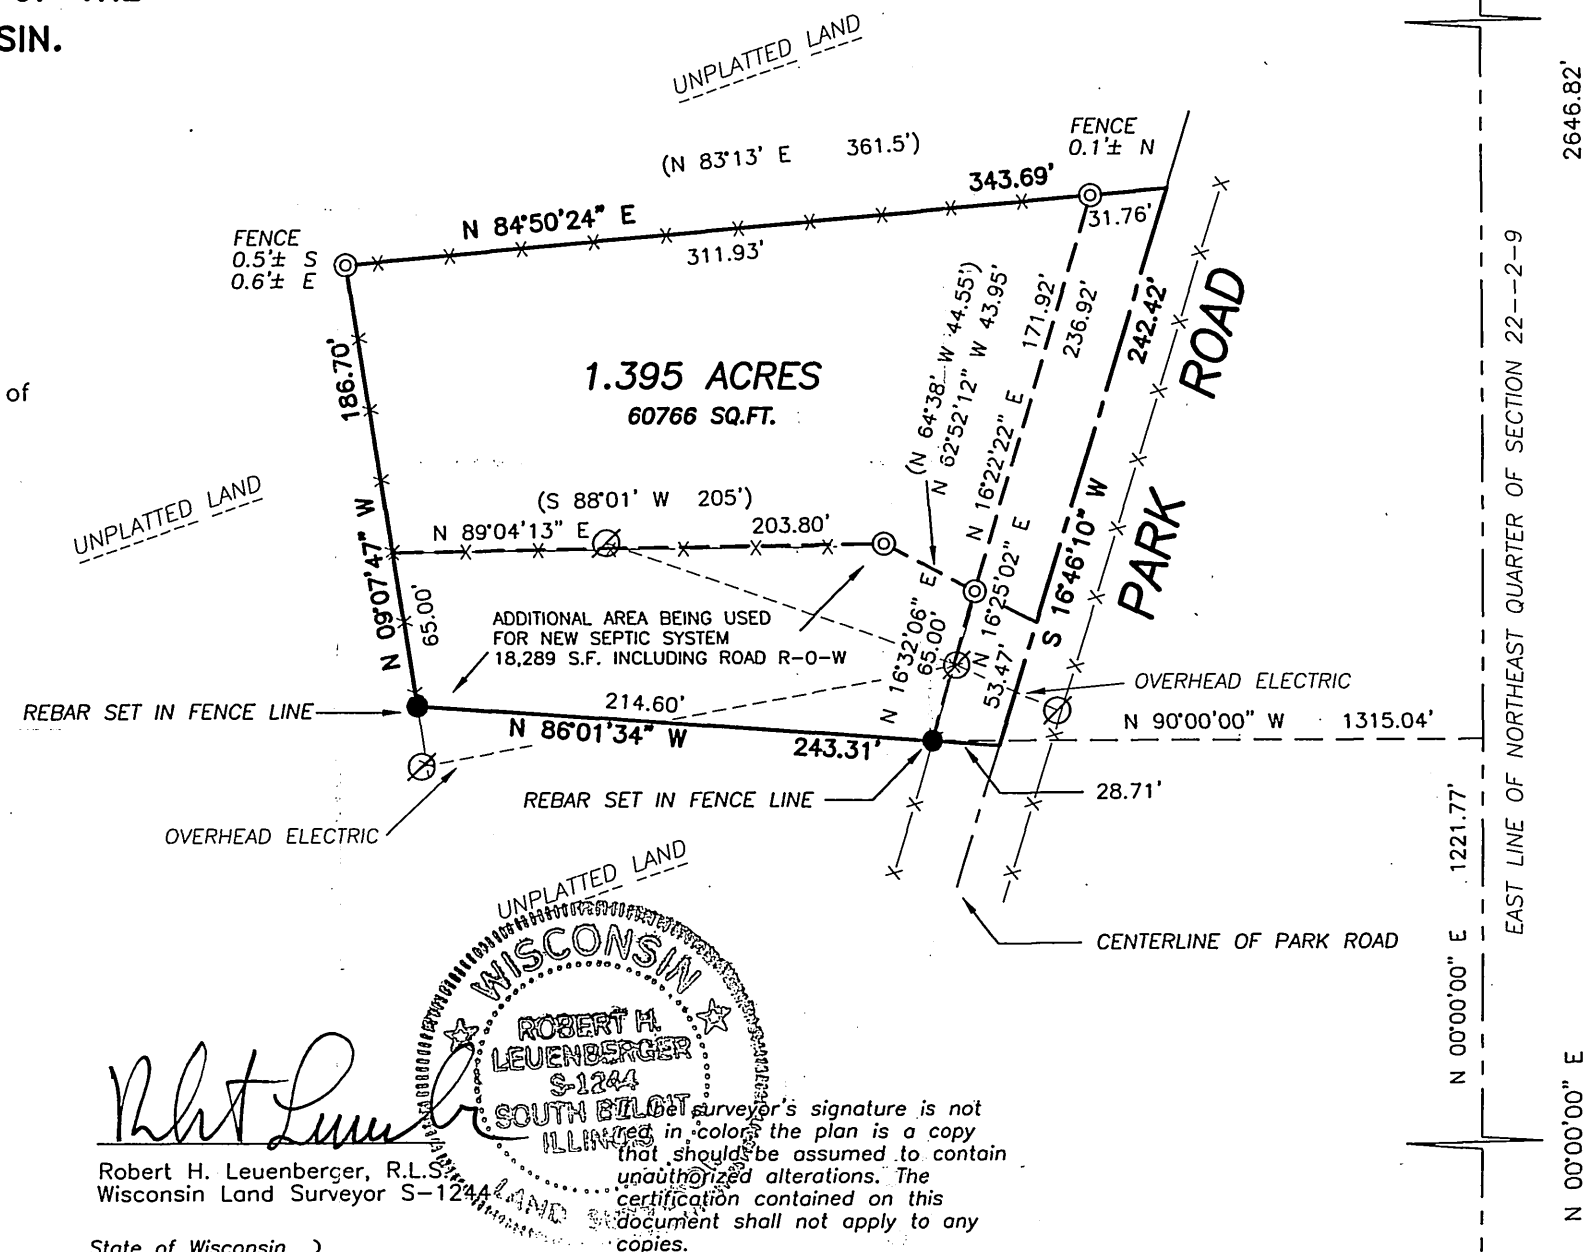 SIN.
UNPLATTED LAND
2646.82'
FENCE
0.1'± N
(N 83°13' E 361.5')
343.69'
N 84°50'24" E
31.76'
311.93'
FENCE
0.5'± S
0.6'± E
186.70'
1.395 ACRES
60766 SQ.FT.
(N 64°38' W 44.55')
N 62°52'12" W 43.95'
171.92'
236.92'
242.42'
PARK ROAD
EAST LINE OF NORTHEAST QUARTER OF SECTION 22--2-9
of
UNPLATTED LAND
(S 88°01' W 205')
N 89°04'13" E
203.80'
N 16°22'22" E
N 16°25'02" E
S 16°46'10" W
N 09°07'47" W
65.00'
ADDITIONAL AREA BEING USED
FOR NEW SEPTIC SYSTEM
18,289 S.F. INCLUDING ROAD R-O-W
N 16°32'06" E
65.00'
53.47'
OVERHEAD ELECTRIC
REBAR SET IN FENCE LINE
214.60'
N 86°01'34" W
243.31'
N 90°00'00" W 1315.04'
REBAR SET IN FENCE LINE
28.71'
OVERHEAD ELECTRIC
UNPLATTED LAND
CENTERLINE OF PARK ROAD
N 00°00'00" E 1221.77'
N 00°00'00" E
WISCONSIN
ROBERT H.
LEUENBERGER
S-1244
SOUTH BELOIT,
ILLINOIS
LAND
Robert H. Leuenberger, R.L.S.
Wisconsin Land Surveyor S-1244
surveyor's signature is not
red in color, the plan is a copy
that should be assumed to contain
unauthorized alterations. The
certification contained on this
document shall not apply to any
copies.
State of Wisconsin )